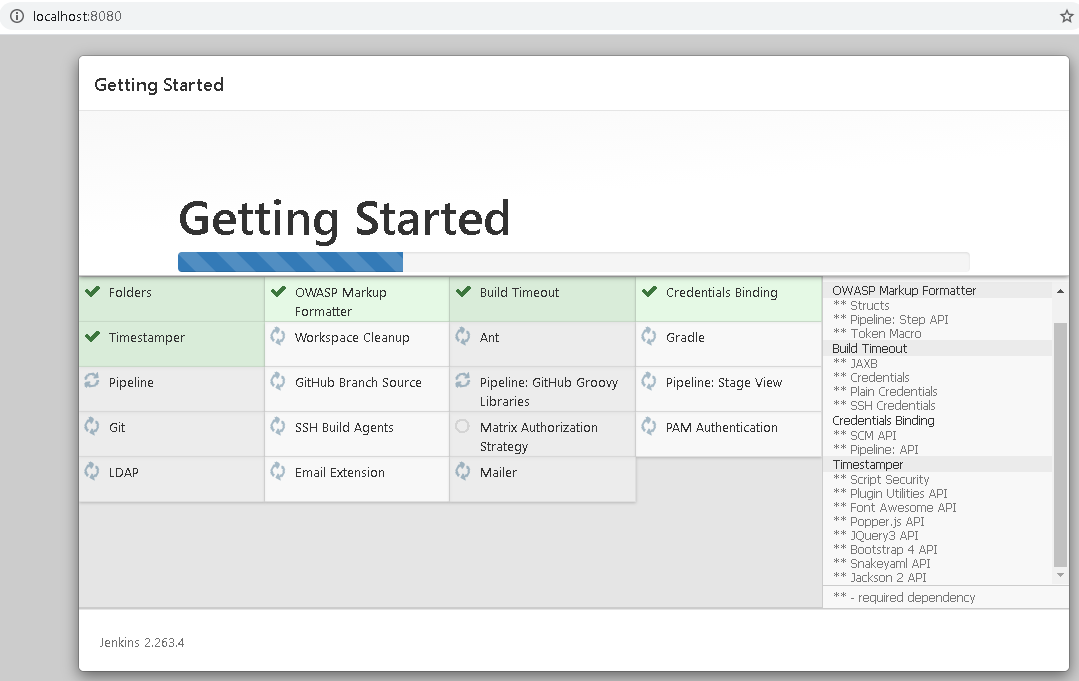 localhost:8080
Getting Started
Getting Started
Folders
OWASP Markup
Formatter
Build Timeout
Credentials Binding
Timestamper
Workspace Cleanup
Ant
Gradle
Pipeline
GitHub Branch Source
Pipeline: GitHub Groovy
Libraries
Pipeline: Stage View
Git
SSH Build Agents
Matrix Authorization
Strategy
PAM Authentication
LDAP
Email Extension
Mailer
OWASP Markup Formatter
** Structs
** Pipeline: Step API
** Token Macro
Build Timeout
** JAXB
** Credentials
** Plain Credentials
** SSH Credentials
Credentials Binding
** SCM API
** Pipeline: API
Timestamper
** Script Security
** Plugin Utilities API
** Font Awesome API
** Popper.js API
** JQuery3 API
** Bootstrap 4 API
** Snakeyaml API
** Jackson 2 API
** - required dependency
Jenkins 2.263.4